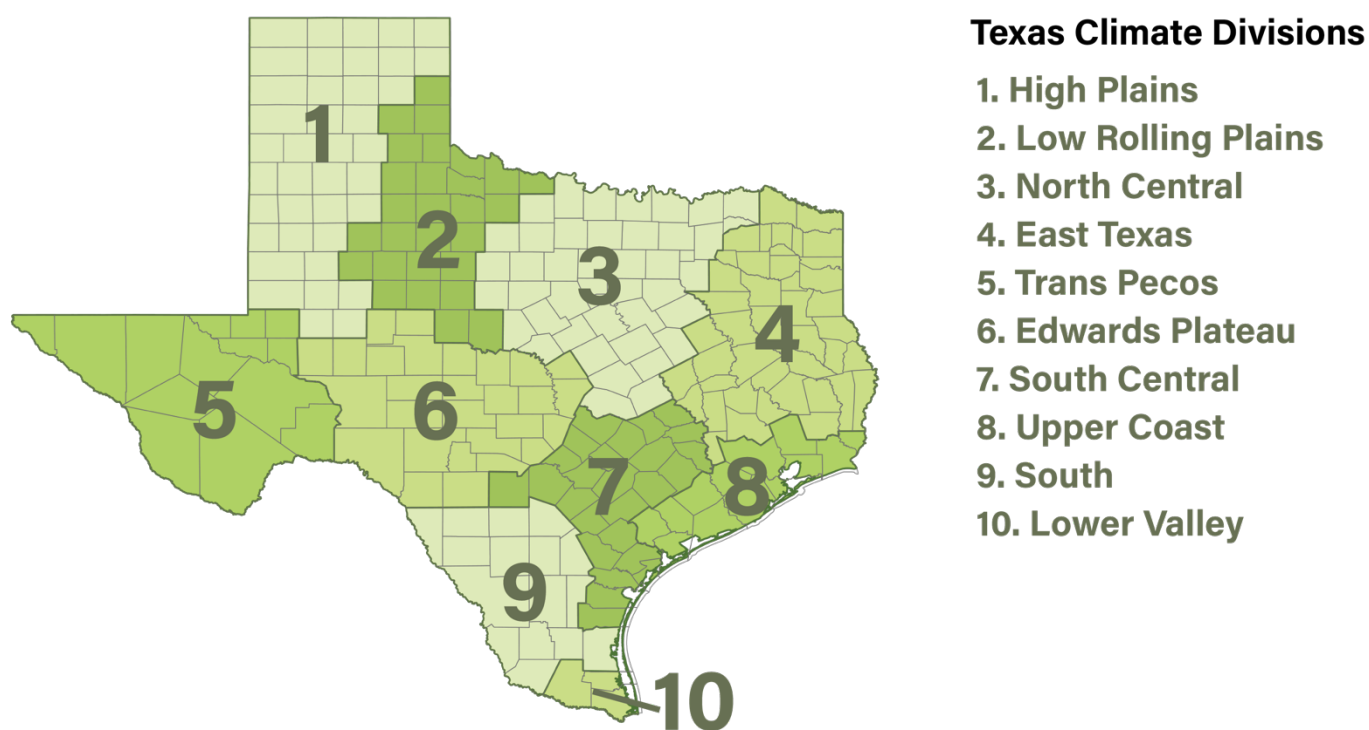 Texas Climate Divisions
1. High Plains
2. Low Rolling Plains
3. North Central
4. East Texas
5. Trans Pecos
6. Edwards Plateau
7. South Central
8. Upper Coast
9. South
10. Lower Valley
1
2
3
4
5
6
7
8
9
10